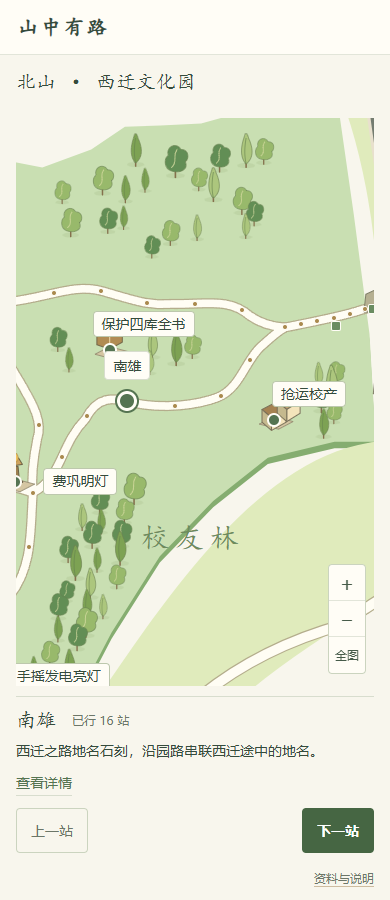 山中有路
北山 • 西迁文化园
保护四库全书
南雄
抢运校产
费巩明灯
校友林
+
−
全图
手摇发电亮灯
南雄 已行 16 站
西迁之路地名石刻，沿园路串联西迁途中的地名。
查看详情
上一站
下一站
资料与说明